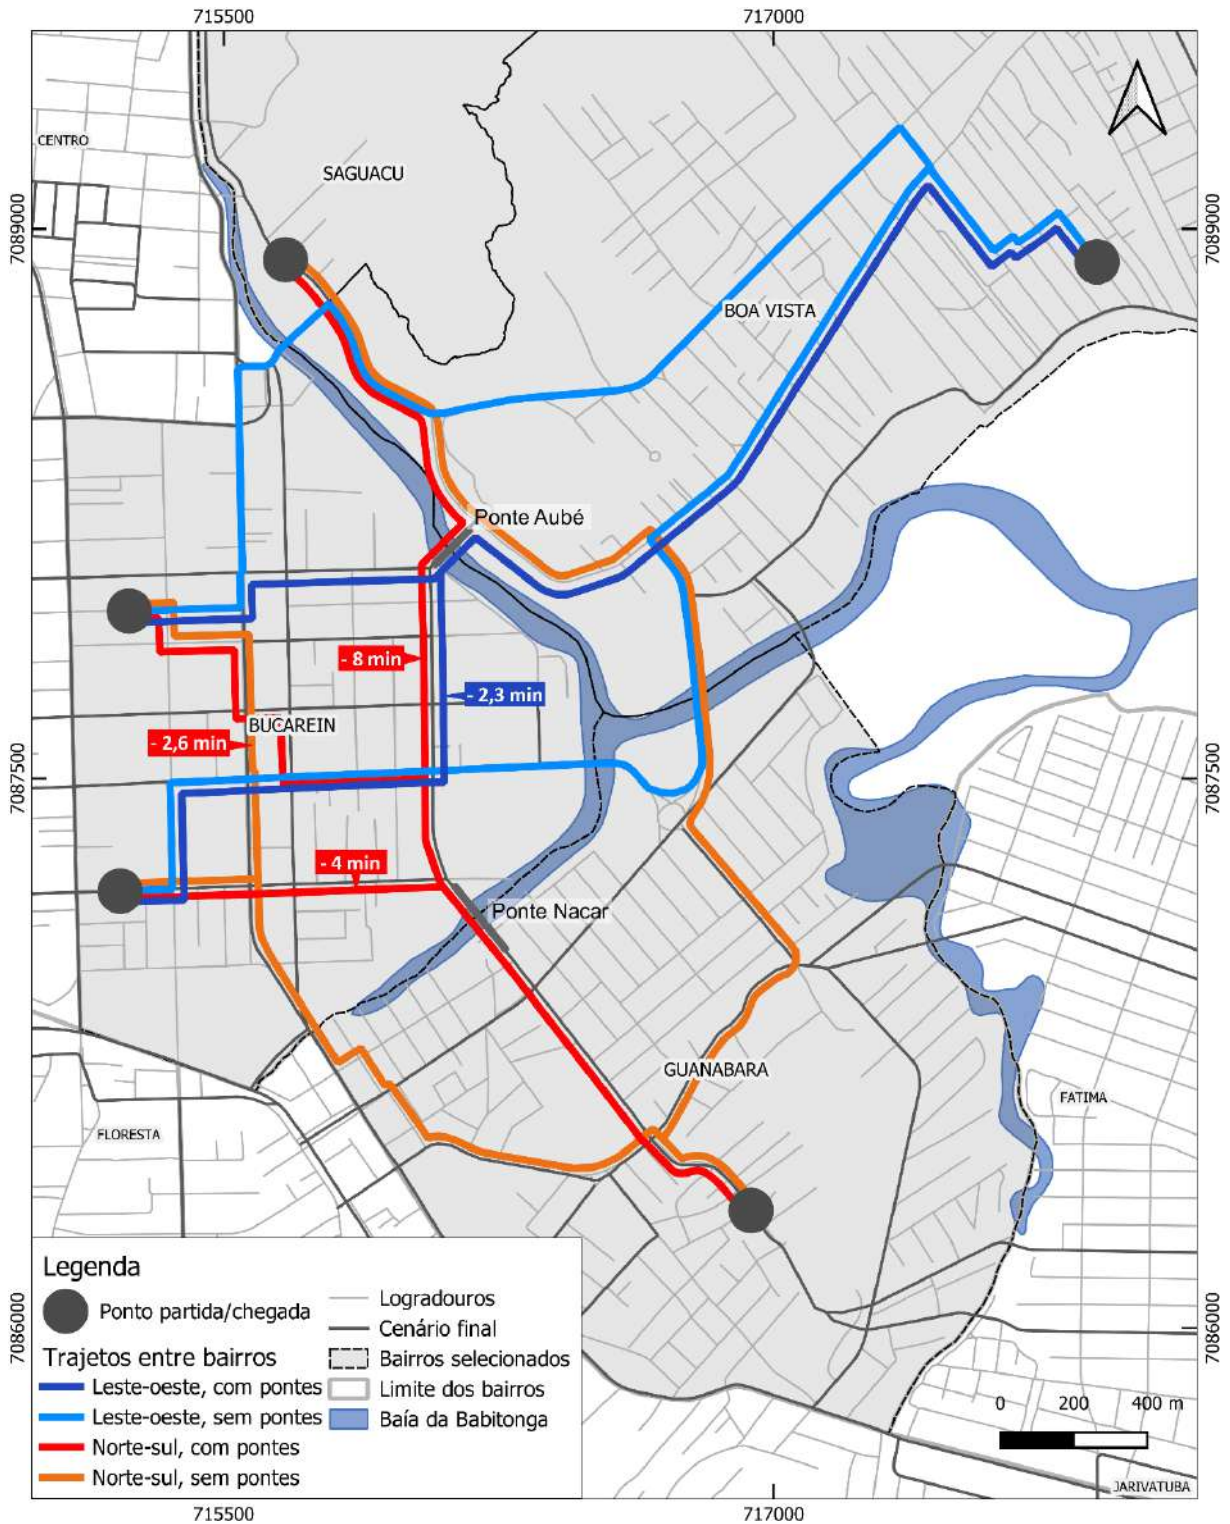 715500
717000
CENTRO
SAGUACU
7089000
7089000
BOA VISTA
Ponte Aubé
- 8 min
- 2,3 min
BUCAREIN
- 2,6 min
7087500
7087500
- 4 min
Ponte Nacar
GUANABARA
FATIMA
FLORESTA
Legenda
Ponto partida/chegada
Trajetos entre bairros
Leste-oeste, com pontes
Leste-oeste, sem pontes
Norte-sul, com pontes
Norte-sul, sem pontes
Logradouros
Cenário final
Bairros selecionados
Limite dos bairros
Baía da Babitonga
7086000
7086000
0 200 400 m
JARIVATUBA
715500
717000